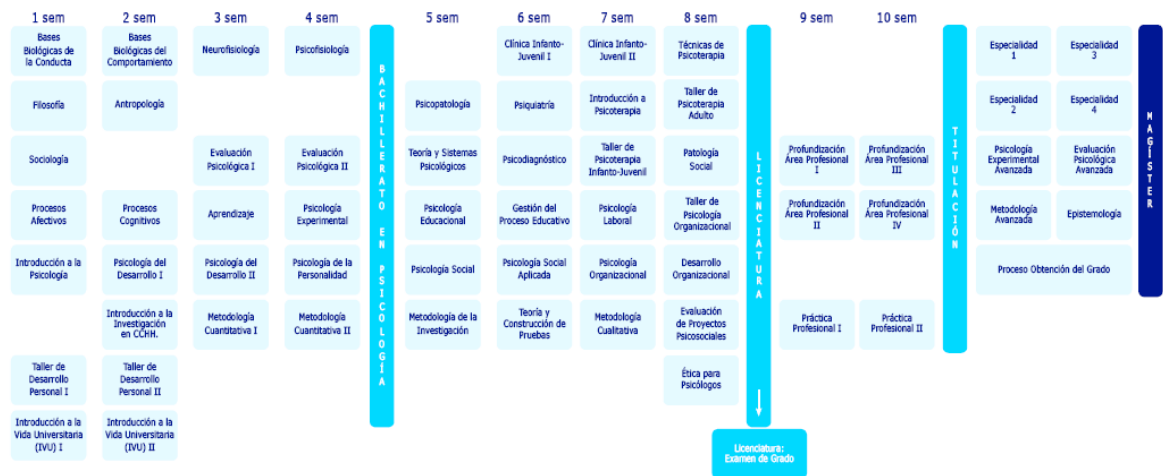 1 sem
2 sem
3 sem
4 sem
5 sem
6 sem
7 sem
8 sem
9 sem
10 sem
Bases
Biológicas de
la Conducta
Bases
Biológicas del
Comportamiento
Neurofisiología
Psicofisiología
Clínica Infanto-
Juvenil I
Clínica Infanto-
Juvenil II
Técnicas de
Psicoterapia
Especialidad
1
Especialidad
3
Filosofía
Antropología
Psicopatología
Psiquiatría
Introducción a
Psicoterapia
Taller de
Psicoterapia
Adulto
Especialidad
2
Especialidad
4
Sociología
Evaluación
Psicológica I
Evaluación
Psicológica II
Teoría y Sistemas
Psicológicos
Psicodiagnóstico
Taller de
Psicoterapia
Infanto-Juvenil
Patología
Social
Profundización
Área Profesional
I
Profundización
Área Profesional
III
Psicología
Experimental
Avanzada
Evaluación
Psicológica
Avanzada
Procesos
Afectivos
Procesos
Cognitivos
Aprendizaje
Psicología
Experimental
Psicología
Educacional
Gestión del
Proceso Educativo
Psicología
Laboral
Taller de
Psicología
Organizacional
Profundización
Área Profesional
II
Profundización
Área Profesional
IV
Metodología
Avanzada
Epistemología
Introducción a la
Psicología
Psicología del
Desarrollo I
Psicología del
Desarrollo II
Psicología de la
Personalidad
Psicología Social
Psicología Social
Aplicada
Psicología
Organizacional
Desarrollo
Organizacional
Proceso Obtención del Grado
Introducción a la
Investigación
en CCHH.
Metodología
Cuantitativa I
Metodología
Cuantitativa II
Metodología de la
Investigación
Teoría y
Construcción de
Pruebas
Metodología
Cualitativa
Evaluación
de Proyectos
Psicosociales
Práctica
Profesional I
Práctica
Profesional II
Taller de
Desarrollo
Personal I
Taller de
Desarrollo
Personal II
Ética para
Psicólogos
Introducción a la
Vida Universitaria
(IVU) I
Introducción a la
Vida Universitaria
(IVU) II
BACHILLERATO EN PSICOLOGÍA
LICENCIATURA
Licenciatura:
Examen de Grado
TITULACIÓN
MAGÍSTER